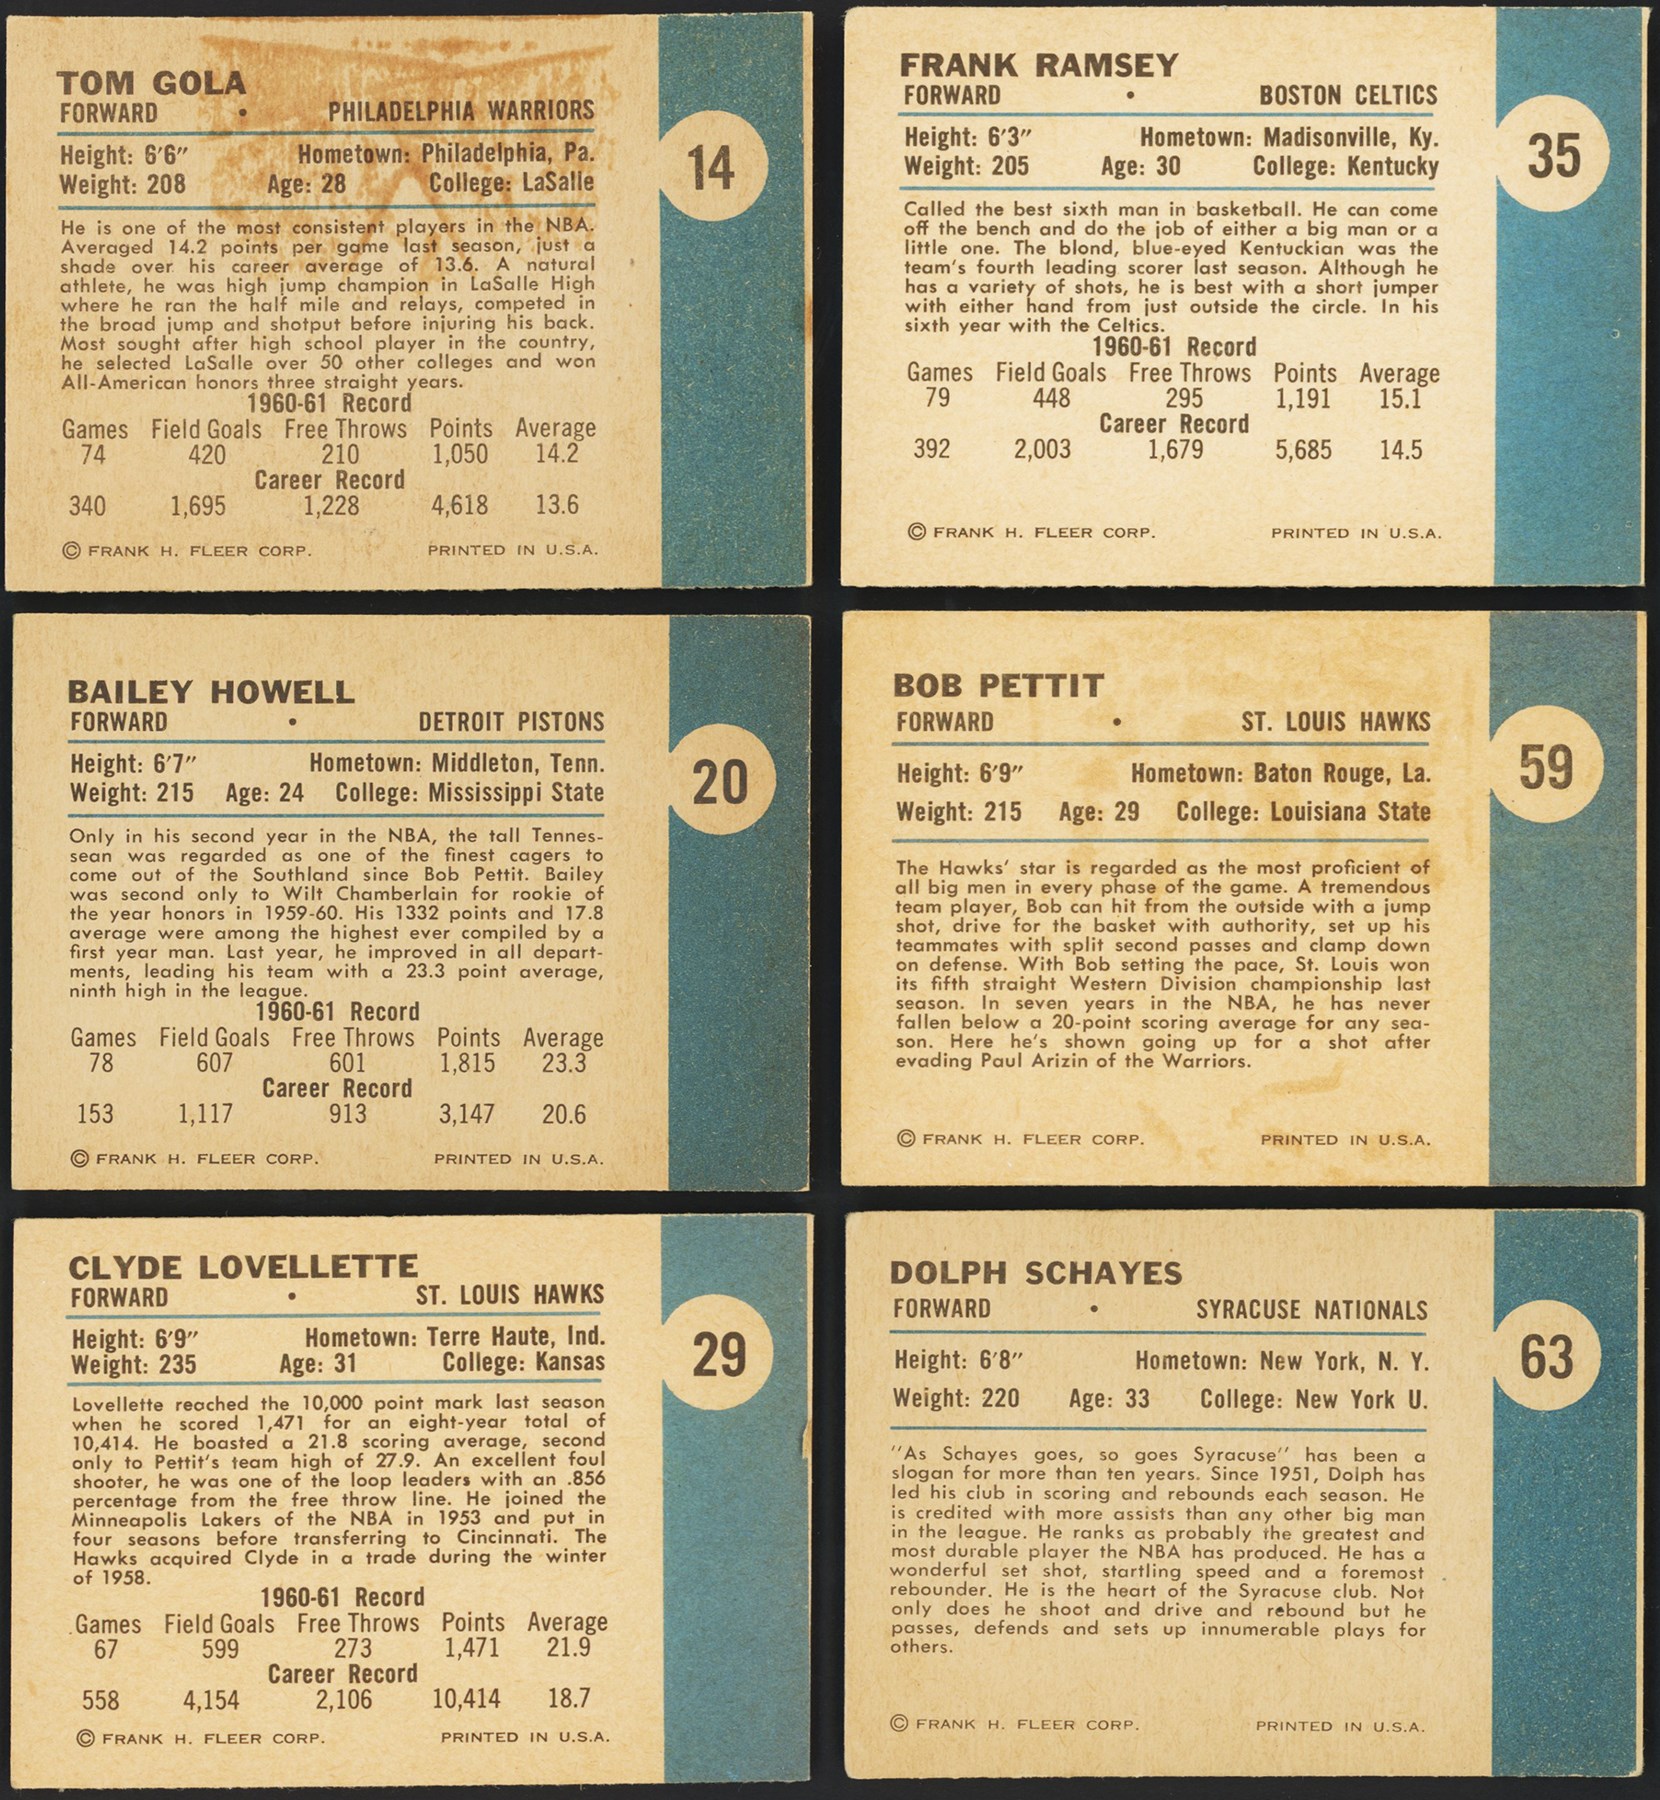 TOM GOLA
FORWARD • PHILADELPHIA WARRIORS
Height: 6'6" Hometown: Philadelphia, Pa.
Weight: 208 Age: 28 College: LaSalle
14
He is one of the most consistent players in the NBA.
Averaged 14.2 points per game last season, just a
shade over his career average of 13.6. A natural
athlete, he was high jump champion in LaSalle High
where he ran the half mile and relays, competed in
the broad jump and shotput before injuring his back.
Most sought after high school player in the country,
he selected LaSalle over 50 other colleges and won
All-American honors three straight years.
1960-61 Record
Games Field Goals Free Throws Points Average
74 420 210 1,050 14.2
Career Record
340 1,695 1,228 4,618 13.6
© FRANK H. FLEER CORP. PRINTED IN U.S.A.
FRANK RAMSEY
FORWARD • BOSTON CELTICS
Height: 6'3" Hometown: Madisonville, Ky.
Weight: 205 Age: 30 College: Kentucky
35
Called the best sixth man in basketball. He can come
off the bench and do the job of either a big man or a
little one. The blond, blue-eyed Kentuckian was the
team's fourth leading scorer last season. Although he
has a variety of shots, he is best with a short jumper
with either hand from just outside the circle. In his
sixth year with the Celtics.
1960-61 Record
Games Field Goals Free Throws Points Average
79 448 295 1,191 15.1
Career Record
392 2,003 1,679 5,685 14.5
© FRANK H. FLEER CORP. PRINTED IN U.S.A.
BAILEY HOWELL
FORWARD • DETROIT PISTONS
Height: 6'7" Hometown: Middleton, Tenn.
Weight: 215 Age: 24 College: Mississippi State
20
Only in his second year in the NBA, the tall Tennes-
sean was regarded as one of the finest cagers to
come out of the Southland since Bob Pettit. Bailey
was second only to Wilt Chamberlain for rookie of
the year honors in 1959-60. His 1332 points and 17.8
average were among the highest ever compiled by a
first year man. Last year, he improved in all depart-
ments, leading his team with a 23.3 point average,
ninth high in the league.
1960-61 Record
Games Field Goals Free Throws Points Average
78 607 601 1,815 23.3
Career Record
153 1,117 913 3,147 20.6
© FRANK H. FLEER CORP. PRINTED IN U.S.A.
BOB PETTIT
FORWARD • ST. LOUIS HAWKS
Height: 6'9" Hometown: Baton Rouge, La.
Weight: 215 Age: 29 College: Louisiana State
59
The Hawks' star is regarded as the most proficient of
all big men in every phase of the game. A tremendous
team player, Bob can hit from the outside with a jump
shot, drive for the basket with authority, set up his
teammates with split second passes and clamp down
on defense. With Bob setting the pace, St. Louis won
its fifth straight Western Division championship last
season. In seven years in the NBA, he has never
fallen below a 20-point scoring average for any sea-
son. Here he's shown going up for a shot after
evading Paul Arizin of the Warriors.
© FRANK H. FLEER CORP. PRINTED IN U.S.A.
CLYDE LOVELLETTE
FORWARD • ST. LOUIS HAWKS
Height: 6'9" Hometown: Terre Haute, Ind.
Weight: 235 Age: 31 College: Kansas
29
Lovellette reached the 10,000 point mark last season
when he scored 1,471 for an eight-year total of
10,414. He boasted a 21.8 scoring average, second
only to Pettit's team high of 27.9. An excellent foul
shooter, he was one of the loop leaders with an .856
percentage from the free throw line. He joined the
Minneapolis Lakers of the NBA in 1953 and put in
four seasons before transferring to Cincinnati. The
Hawks acquired Clyde in a trade during the winter
of 1958.
1960-61 Record
Games Field Goals Free Throws Points Average
67 599 273 1,471 21.9
Career Record
558 4,154 2,106 10,414 18.7
© FRANK H. FLEER CORP. PRINTED IN U.S.A.
DOLPH SCHAYES
FORWARD • SYRACUSE NATIONALS
Height: 6'8" Hometown: New York, N. Y.
Weight: 220 Age: 33 College: New York U.
63
"As Schayes goes, so goes Syracuse" has been a
slogan for more than ten years. Since 1951, Dolph has
led his club in scoring and rebounds each season. He
is credited with more assists than any other big man
in the league. He ranks as probably the greatest and
most durable player the NBA has produced. He has a
wonderful set shot, startling speed and a foremost
rebounder. He is the heart of the Syracuse club. Not
only does he shoot and drive and rebound but he
passes, defends and sets up innumerable plays for
others.
© FRANK H. FLEER CORP. PRINTED IN U.S.A.